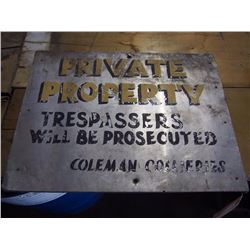 PRIVATE
PROPERTY
TRESPASSERS
WILL BE PROSECUTED
COLEMAN COLLIERIES